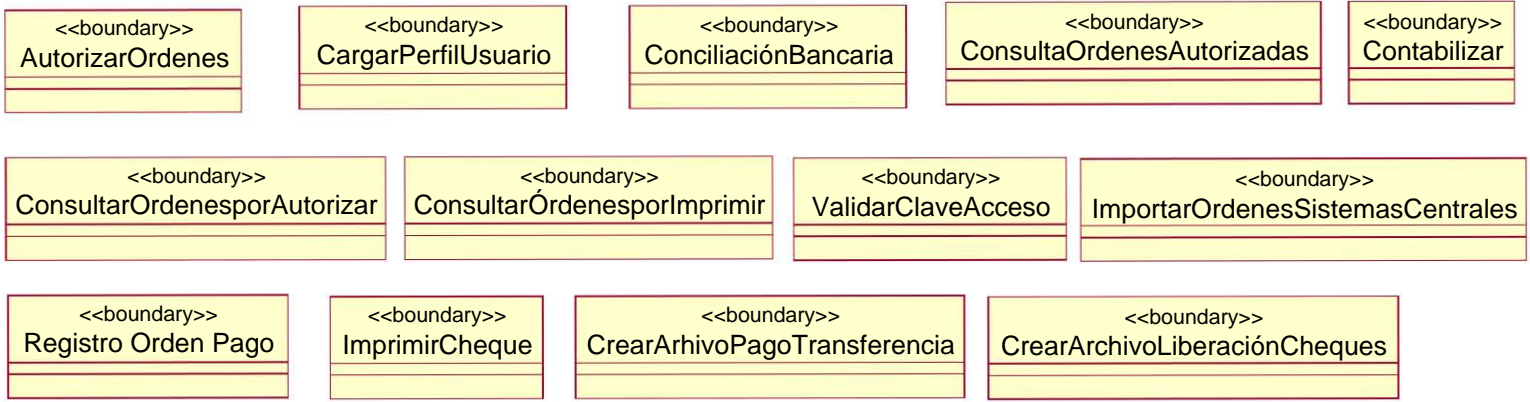 <<boundary>>
AutorizarOrdenes
<<boundary>>
CargarPerfilUsuario
<<boundary>>
ConciliaciónBancaria
<<boundary>>
ConsultaOrdenesAutorizadas
<<boundary>>
Contabilizar
<<boundary>>
ConsultarOrdenesporAutorizar
<<boundary>>
ConsultarÓrdenesporImprimir
<<boundary>>
ValidarClaveAcceso
<<boundary>>
ImportarOrdenesSistemasCentrales
<<boundary>>
Registro Orden Pago
<<boundary>>
ImprimirCheque
<<boundary>>
CrearArhivoPagoTransferencia
<<boundary>>
CrearArchivoLiberaciónCheques